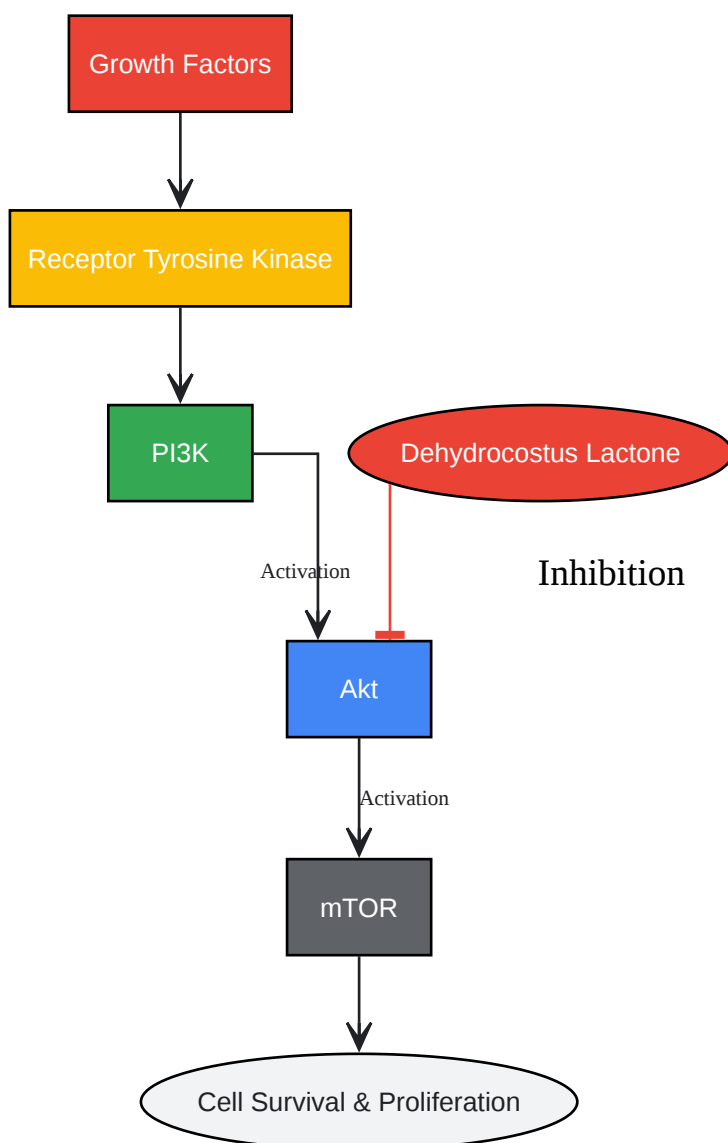 Growth Factors
Receptor Tyrosine Kinase
PI3K
Dehydrocostus Lactone
Activation
Inhibition
Akt
Activation
mTOR
Cell Survival & Proliferation